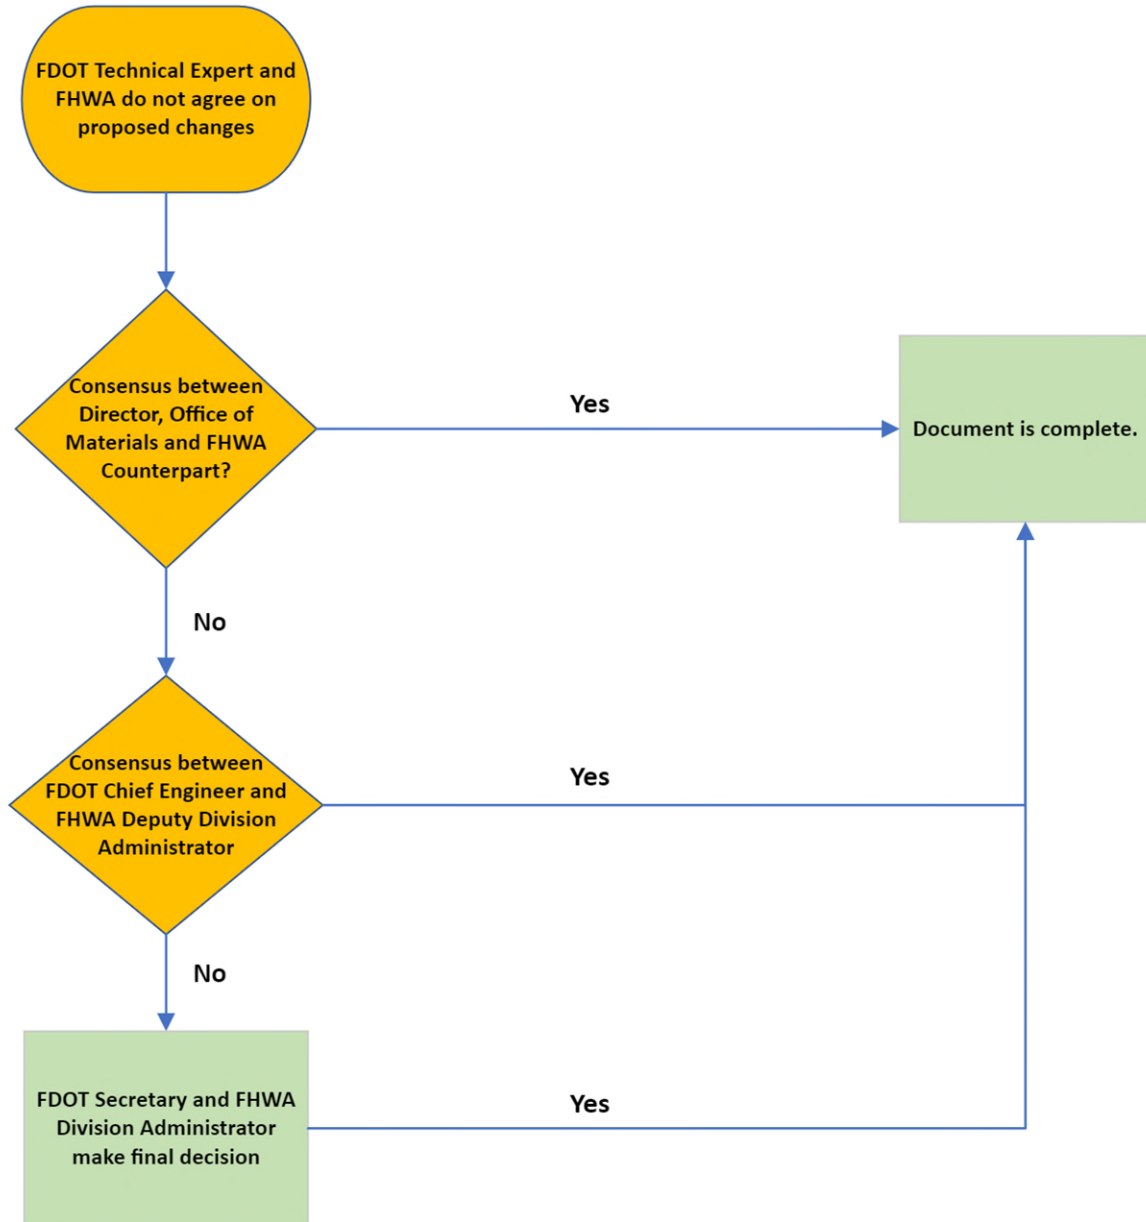 FDOT Technical Expert and
FHWA do not agree on
proposed changes
Consensus between
Director, Office of
Materials and FHWA
Counterpart?
Yes
Document is complete.
No
Consensus between
FDOT Chief Engineer and
FHWA Deputy Division
Administrator
Yes
No
FDOT Secretary and FHWA
Division Administrator
make final decision
Yes